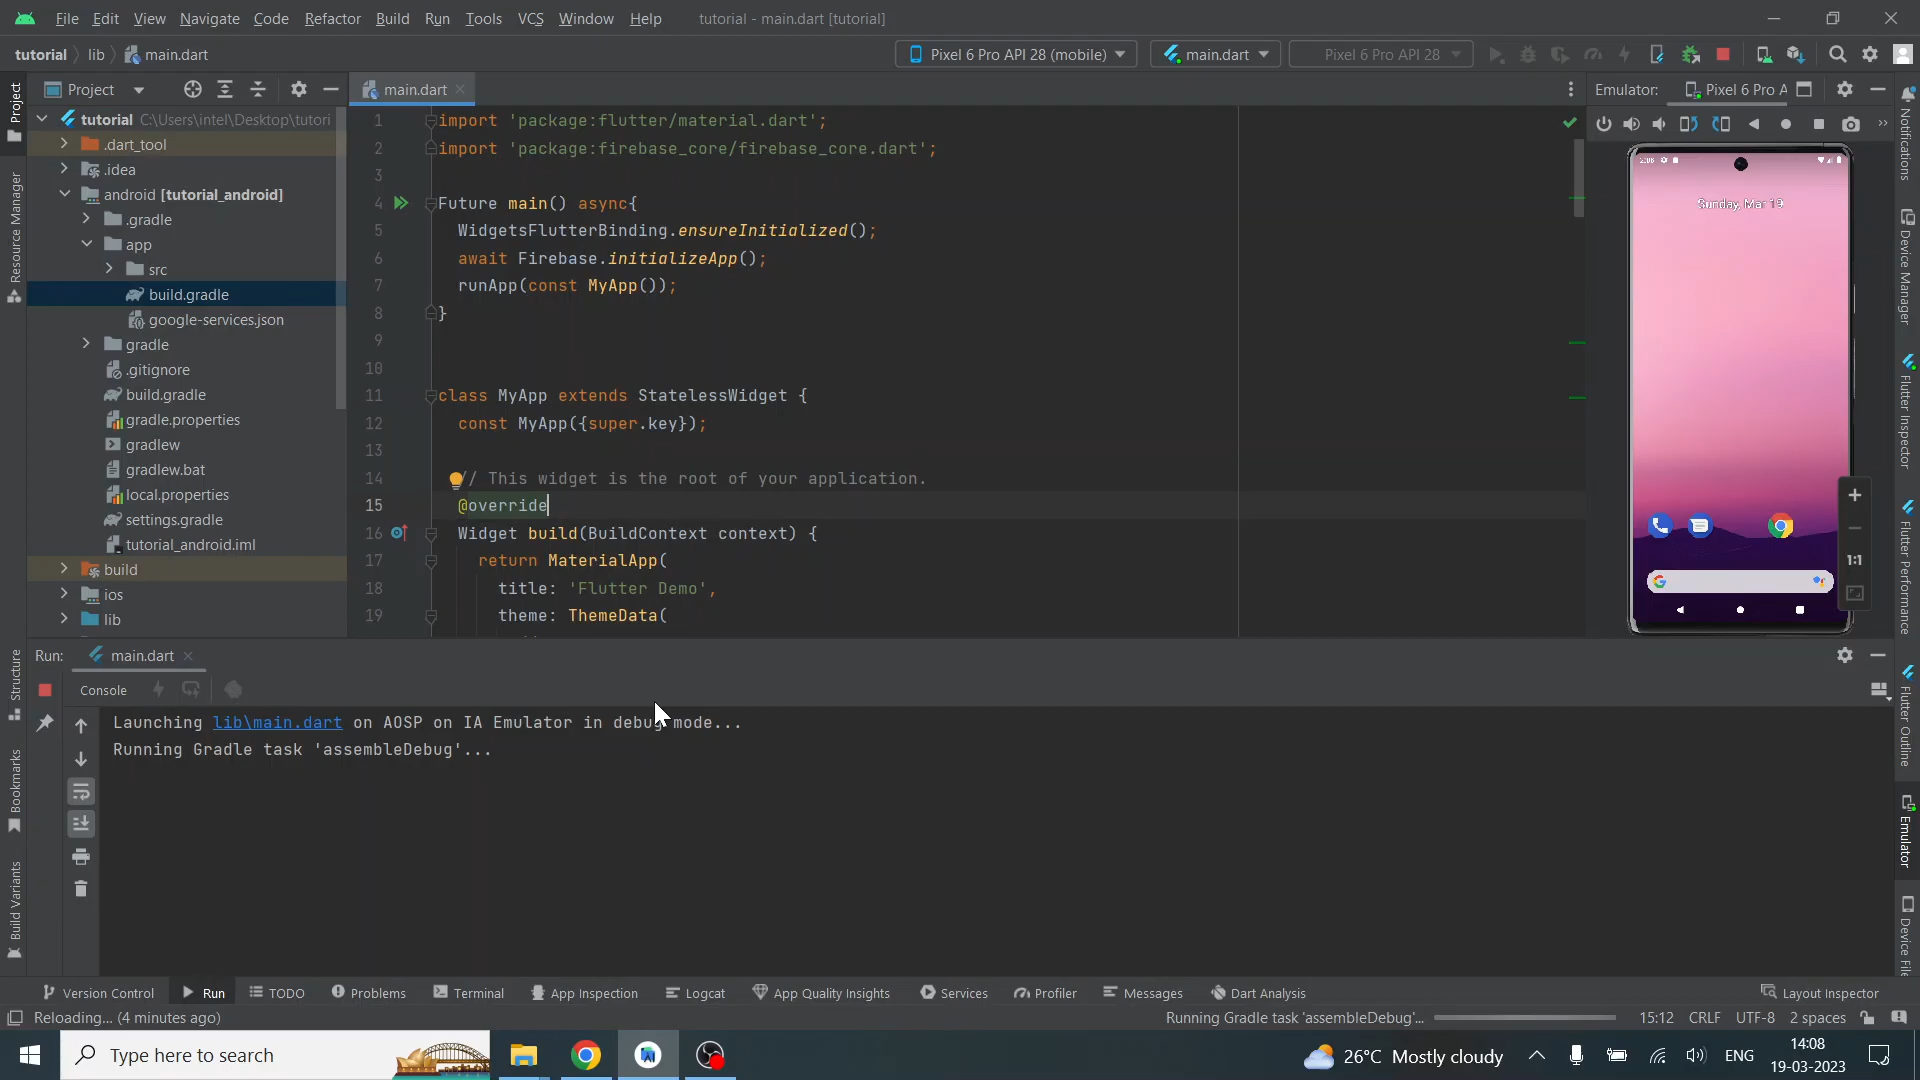 File Edit View Navigate Code Refactor Build Run Tools VCS Window Help tutorial - main.dart [tutorial]
tutorial lib main.dart Pixel 6 Pro API 28 (mobile) main.dart Pixel 6 Pro API 28
Project main.dart Emulator: Pixel 6 Pro A
tutorial C:\Users\intel\Desktop\tutori
.dart_tool
.idea
android [tutorial_android]
.gradle
app
src
build.gradle
google-services.json
gradle
.gitignore
build.gradle
gradle.properties
gradlew
gradlew.bat
local.properties
settings.gradle
tutorial_android.iml
build
ios
lib
1 import 'package:flutter/material.dart';
2 import 'package:firebase_core/firebase_core.dart';
3
4 Future main() async{
5 WidgetsFlutterBinding.ensureInitialized();
6 await Firebase.initializeApp();
7 runApp(const MyApp());
8 }
9
10
11 class MyApp extends StatelessWidget {
12 const MyApp({super.key});
13
14 // This widget is the root of your application.
15 @override
16 Widget build(BuildContext context) {
17 return MaterialApp(
18 title: 'Flutter Demo',
19 theme: ThemeData(
2:06
Sunday, Mar 19
1:1
Project
Resource Manager
Structure
Bookmarks
Build Variants
Notifications
Device Manager
Flutter Inspector
Flutter Performance
Flutter Outline
Emulator
Device File
Run: main.dart
Console
Launching lib\main.dart on AOSP on IA Emulator in debug mode...
Running Gradle task 'assembleDebug'...
Version Control Run TODO Problems Terminal App Inspection Logcat App Quality Insights Services Profiler Messages Dart Analysis Layout Inspector
Reloading... (4 minutes ago) Running Gradle task 'assembleDebug'... 15:12 CRLF UTF-8 2 spaces
Type here to search 26°C Mostly cloudy ENG 14:08
19-03-2023